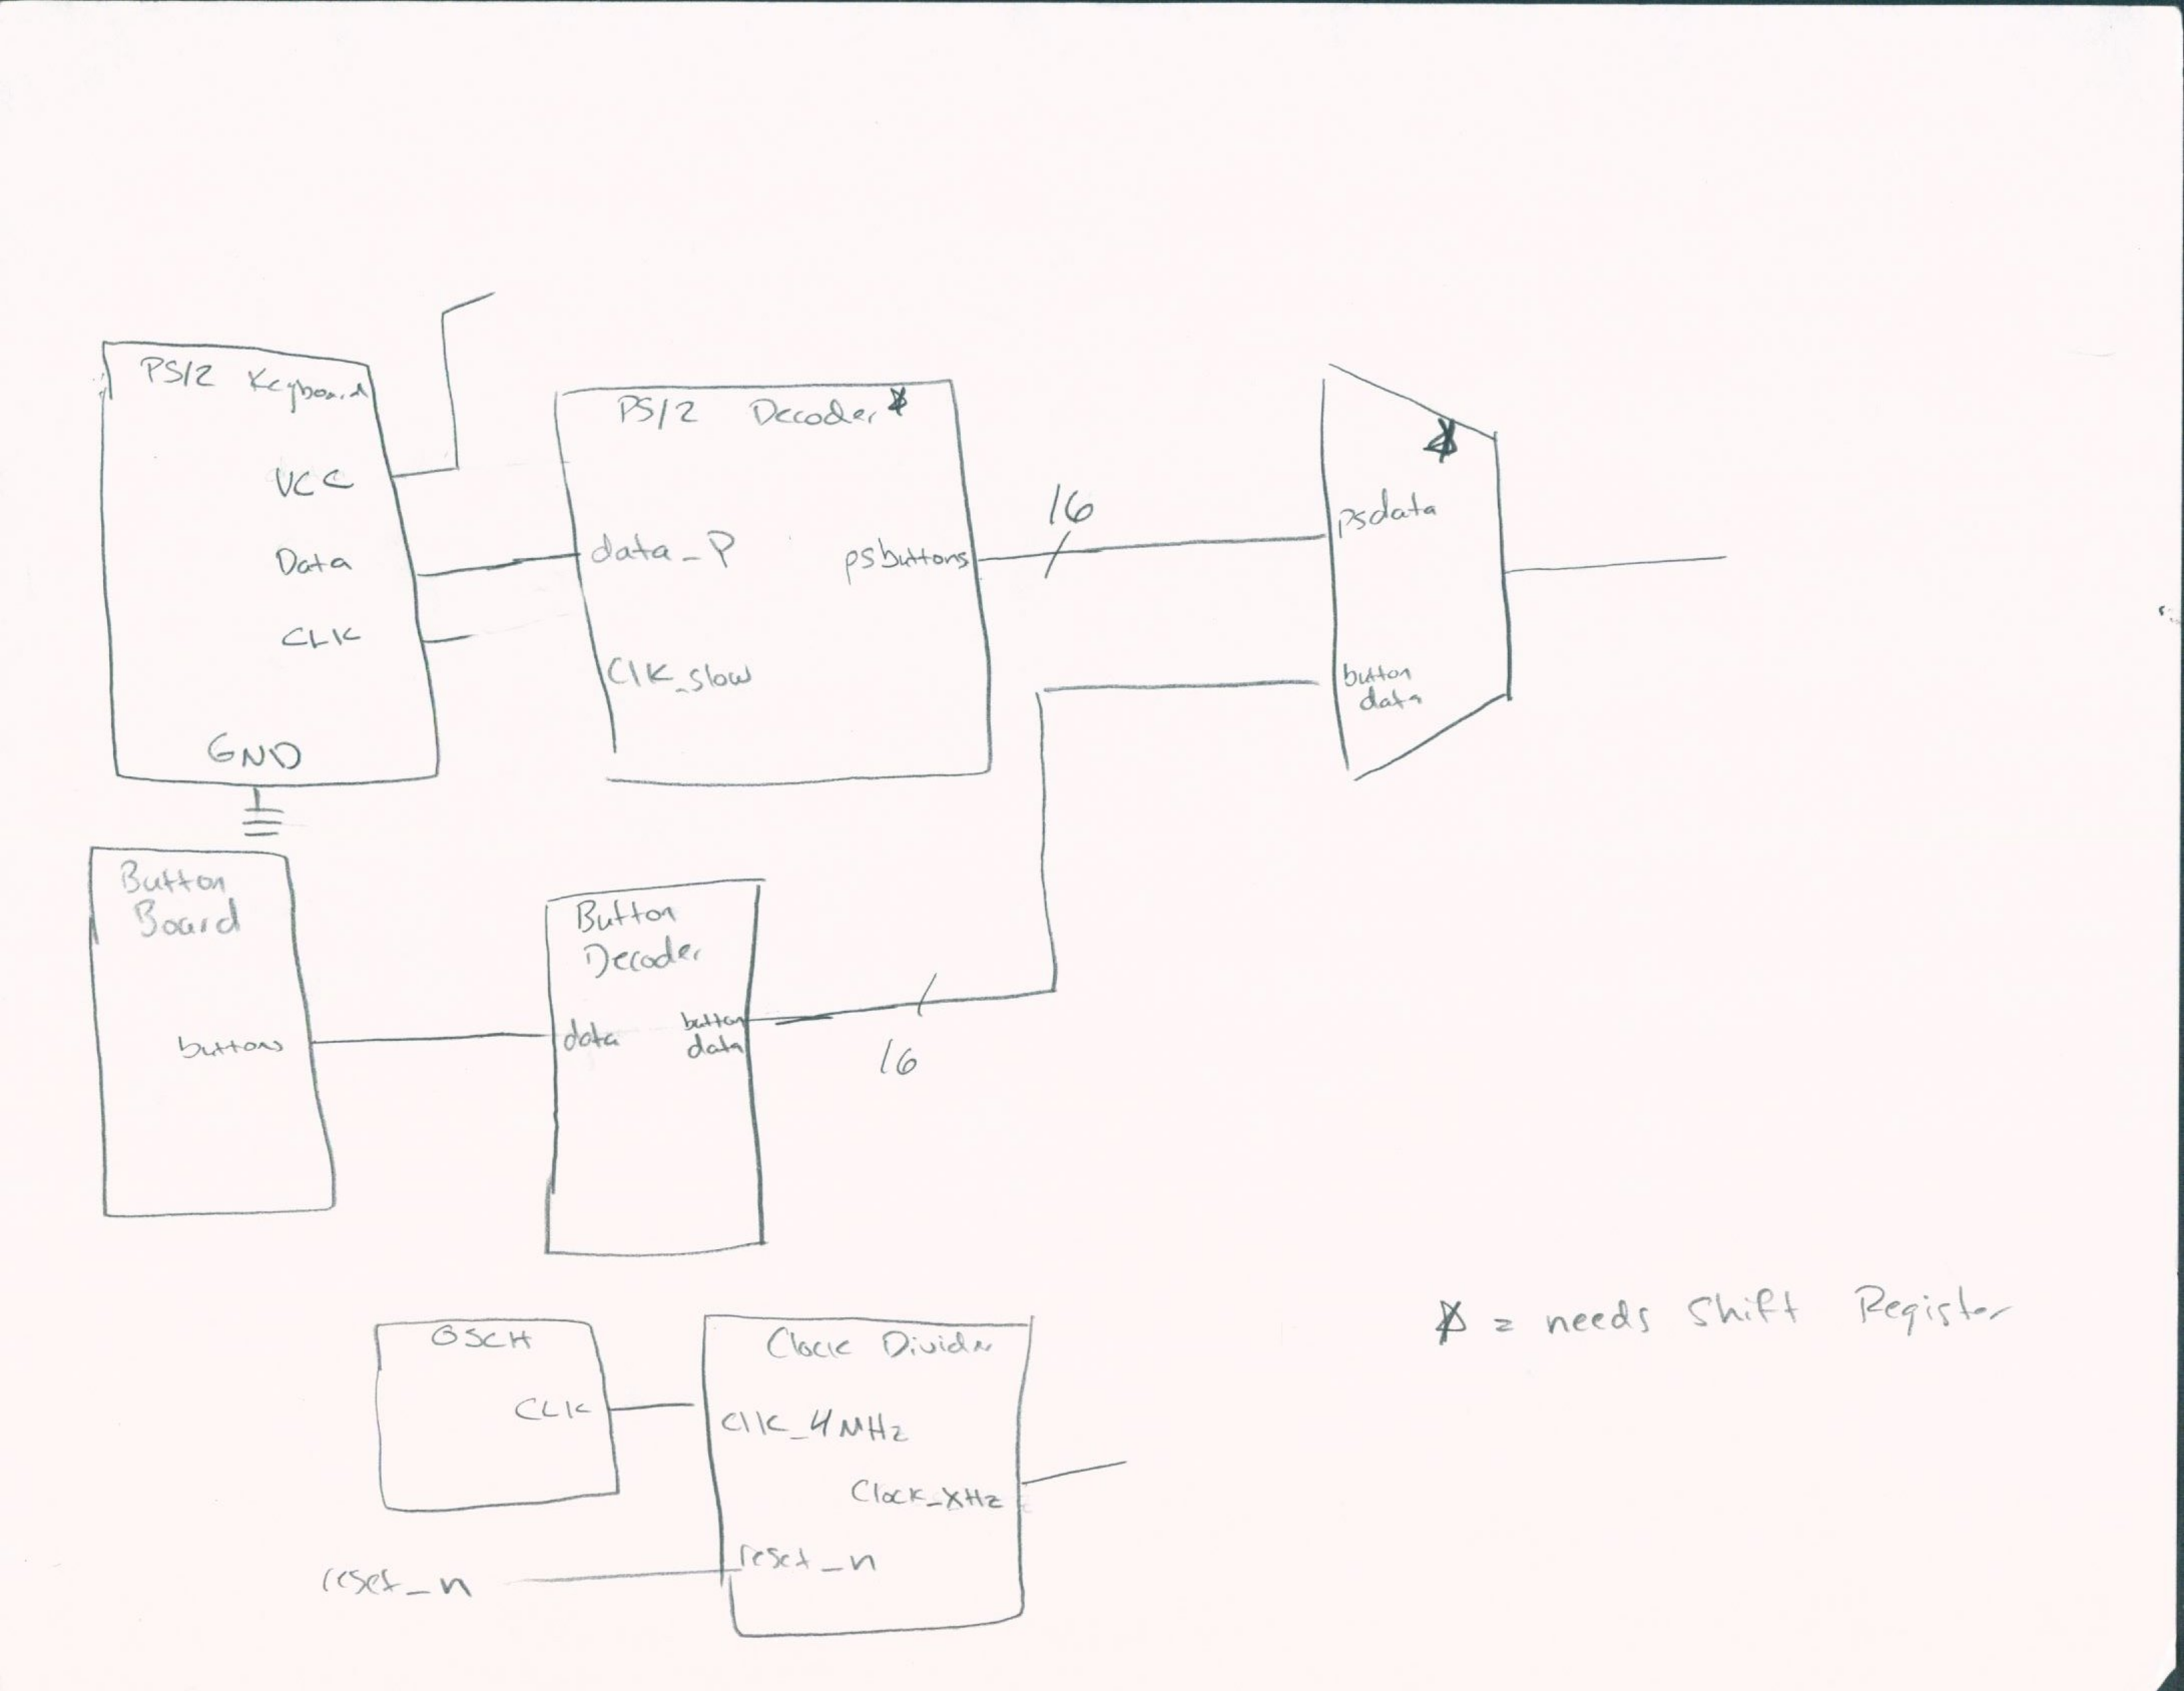 PS/2 Keyboard
VCC
Data
CLK
GND
PS/2 Decoder*
data_P
psbuttons
Clk_slow
16
*
psdata
button
data
Button
Board
buttons
Button
Decoder
data
button
data
16
OSCH
CLK
Clock Divider
Clk_4MHz
Clock_XHz
reset_n
reset_n
* = needs Shift Register